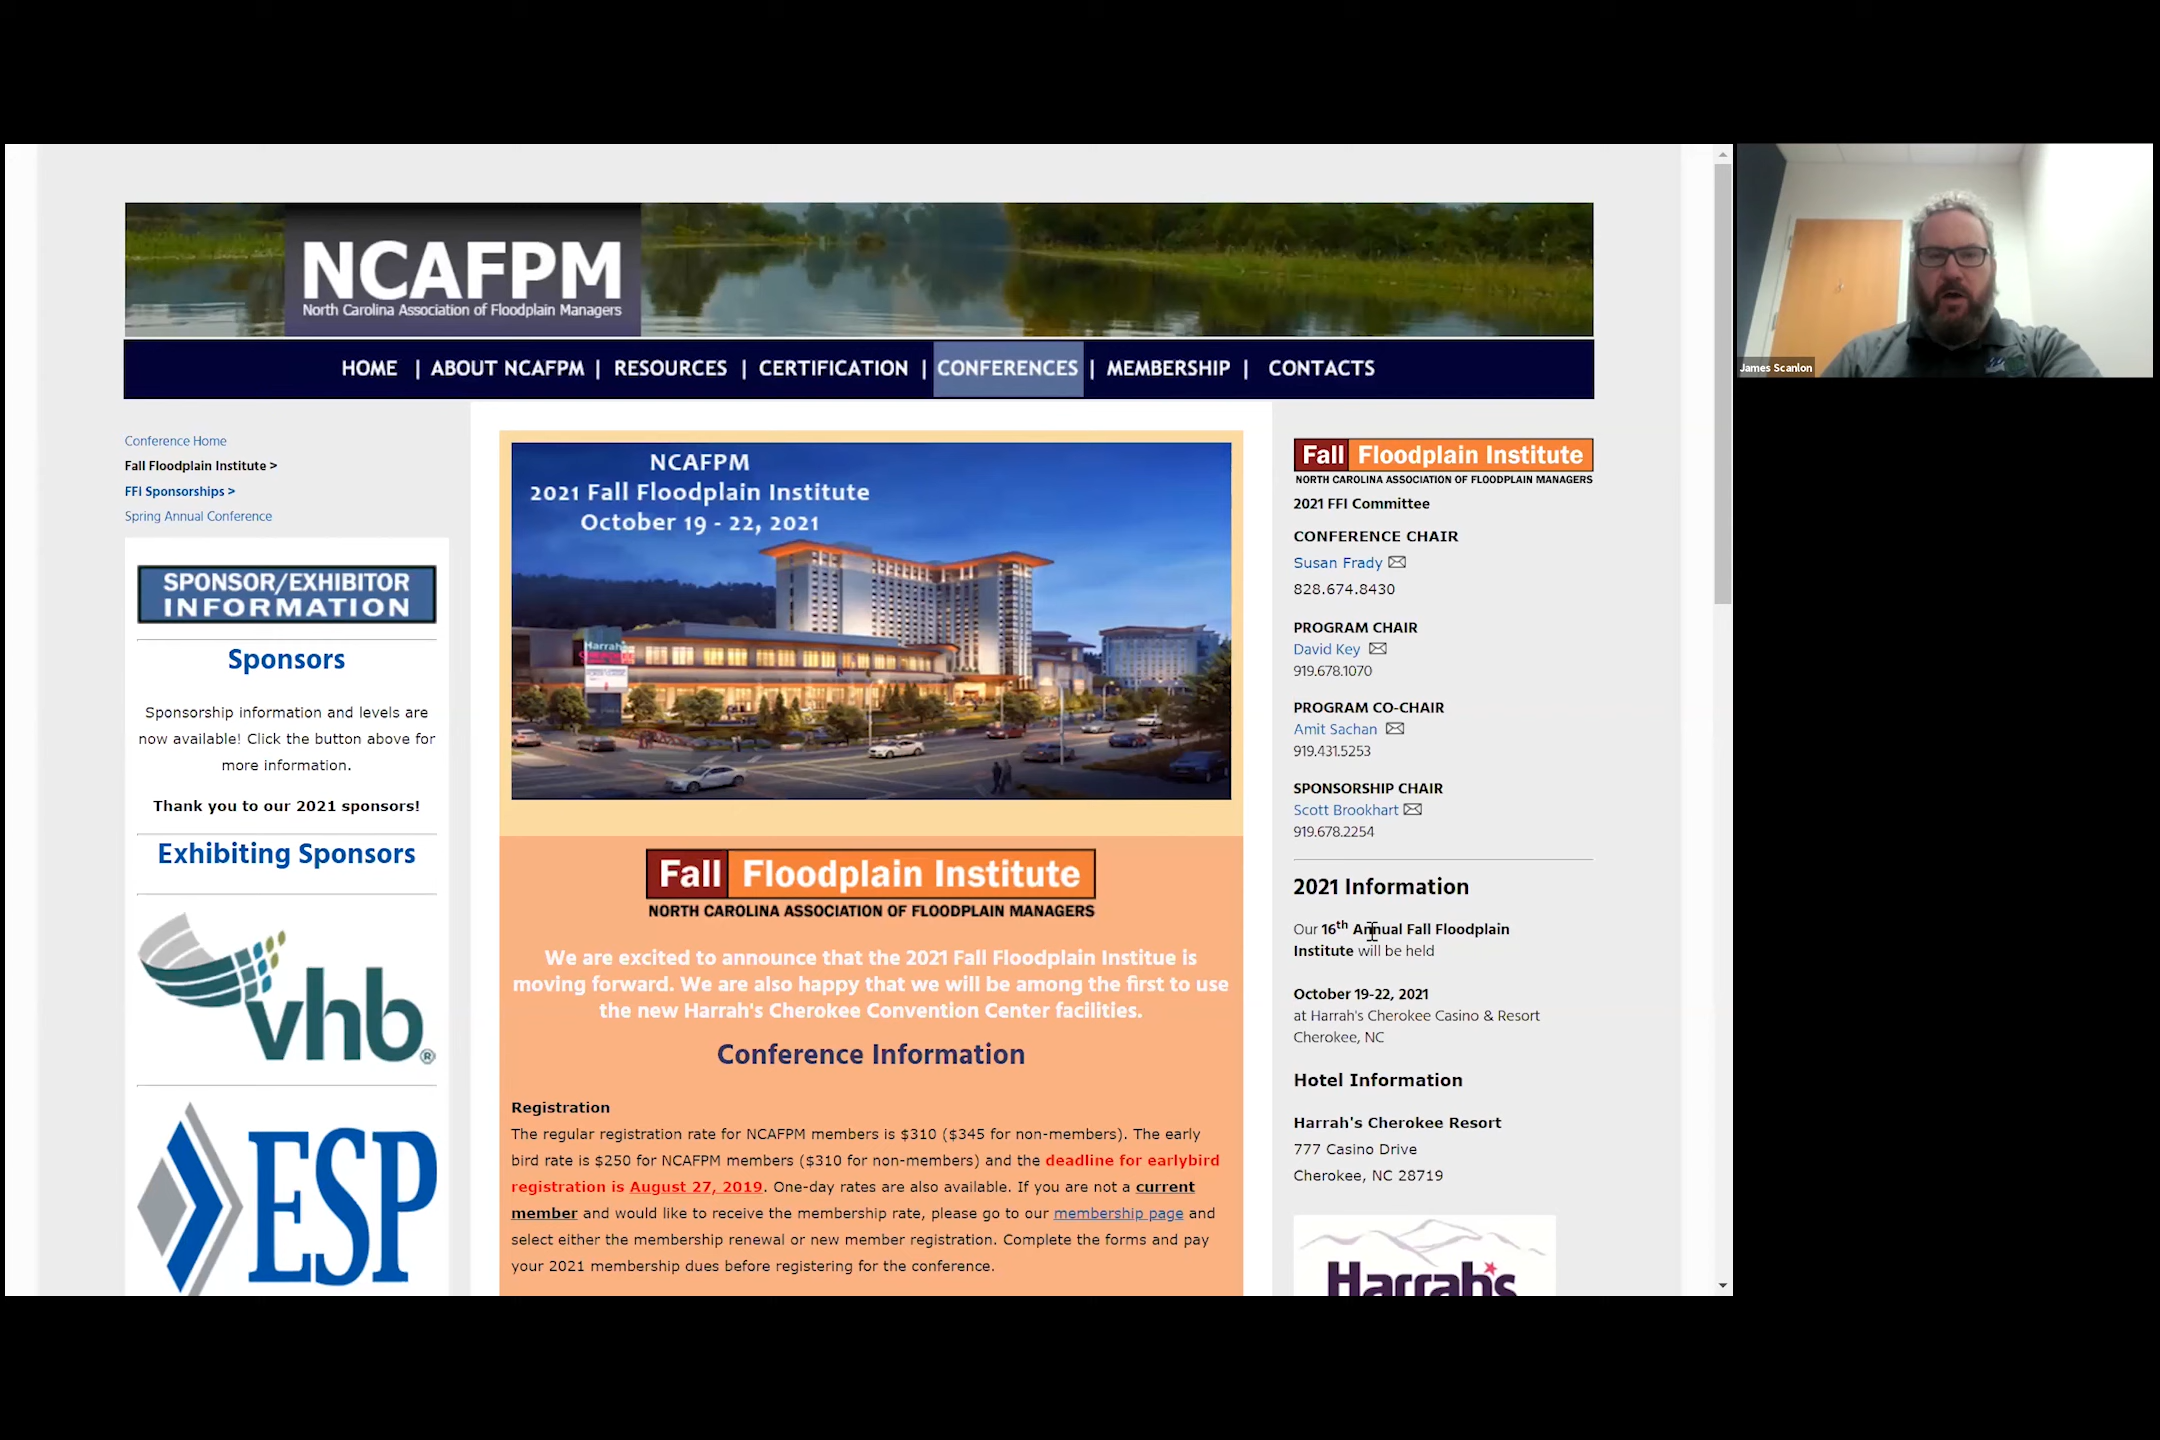 NCAFPM
North Carolina Association of Floodplain Managers
HOME | ABOUT NCAFPM | RESOURCES | CERTIFICATION | CONFERENCES | MEMBERSHIP | CONTACTS
Conference Home
Fall Floodplain Institute >
FFI Sponsorships >
Spring Annual Conference
SPONSOR/EXHIBITOR
INFORMATION
Sponsors
Sponsorship information and levels are
now available! Click the button above for
more information.
Thank you to our 2021 sponsors!
Exhibiting Sponsors
vhb®
ESP
NCAFPM
2021 Fall Floodplain Institute
October 19 - 22, 2021
Harrah's
Fall Floodplain Institute
NORTH CAROLINA ASSOCIATION OF FLOODPLAIN MANAGERS
We are excited to announce that the 2021 Fall Floodplain Institue is
moving forward. We are also happy that we will be among the first to use
the new Harrah's Cherokee Convention Center facilities.
Conference Information
Registration
The regular registration rate for NCAFPM members is $310 ($345 for non-members). The early
bird rate is $250 for NCAFPM members ($310 for non-members) and the deadline for earlybird
registration is August 27, 2019. One-day rates are also available. If you are not a current
member and would like to receive the membership rate, please go to our membership page and
select either the membership renewal or new member registration. Complete the forms and pay
your 2021 membership dues before registering for the conference.
Fall Floodplain Institute
NORTH CAROLINA ASSOCIATION OF FLOODPLAIN MANAGERS
2021 FFI Committee
CONFERENCE CHAIR
Susan Frady
828.674.8430
PROGRAM CHAIR
David Key
919.678.1070
PROGRAM CO-CHAIR
Amit Sachan
919.431.5253
SPONSORSHIP CHAIR
Scott Brookhart
919.678.2254
2021 Information
Our 16th Annual Fall Floodplain
Institute will be held
October 19-22, 2021
at Harrah's Cherokee Casino & Resort
Cherokee, NC
Hotel Information
Harrah's Cherokee Resort
777 Casino Drive
Cherokee, NC 28719
Harrah's
James Scanlon